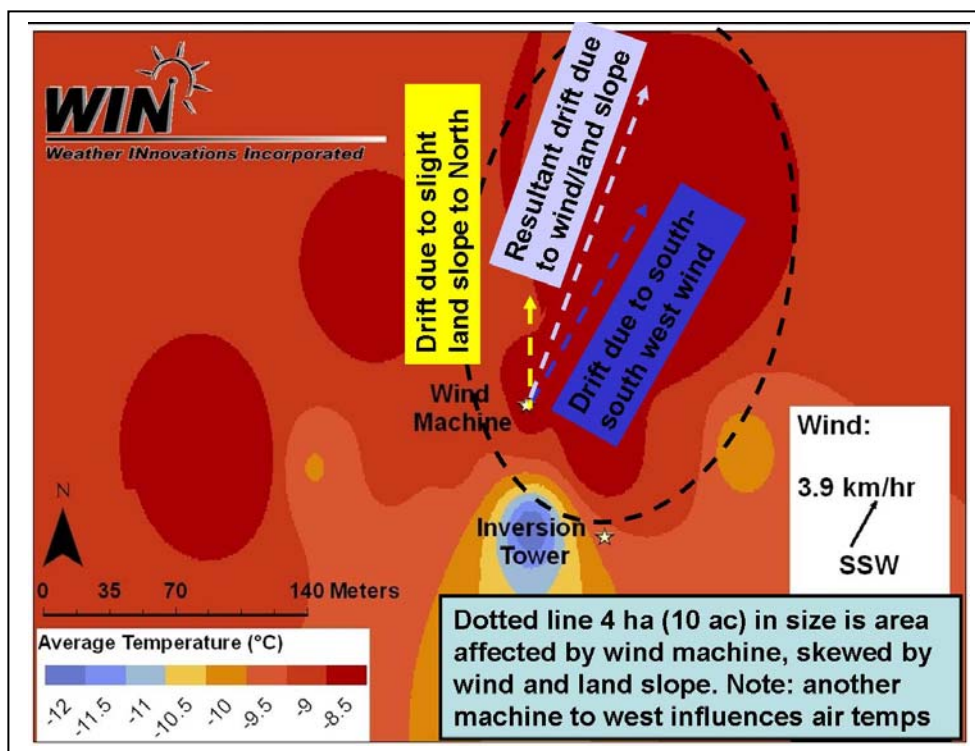 WIN
Weather INnovations Incorporated
Drift due to slight
land slope to North
Resultant drift due
to wind/land slope
Drift due to south-
south west wind
Wind
Machine
Inversion
Tower
Wind:
3.9 km/hr
SSW
N
0 35 70 140 Meters
Average Temperature (°C)
-12 -11.5 -11 -10.5 -10 -9.5 -9 -8.5
Dotted line 4 ha (10 ac) in size is area
affected by wind machine, skewed by
wind and land slope. Note: another
machine to west influences air temps